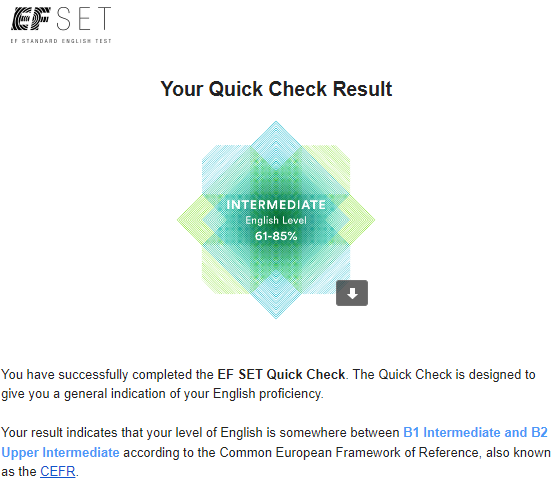 EF SET
EF STANDARD ENGLISH TEST
Your Quick Check Result
INTERMEDIATE
English Level
61-85%
You have successfully completed the EF SET Quick Check. The Quick Check is designed to
give you a general indication of your English proficiency.
Your result indicates that your level of English is somewhere between B1 Intermediate and B2
Upper Intermediate according to the Common European Framework of Reference, also known
as the CEFR.